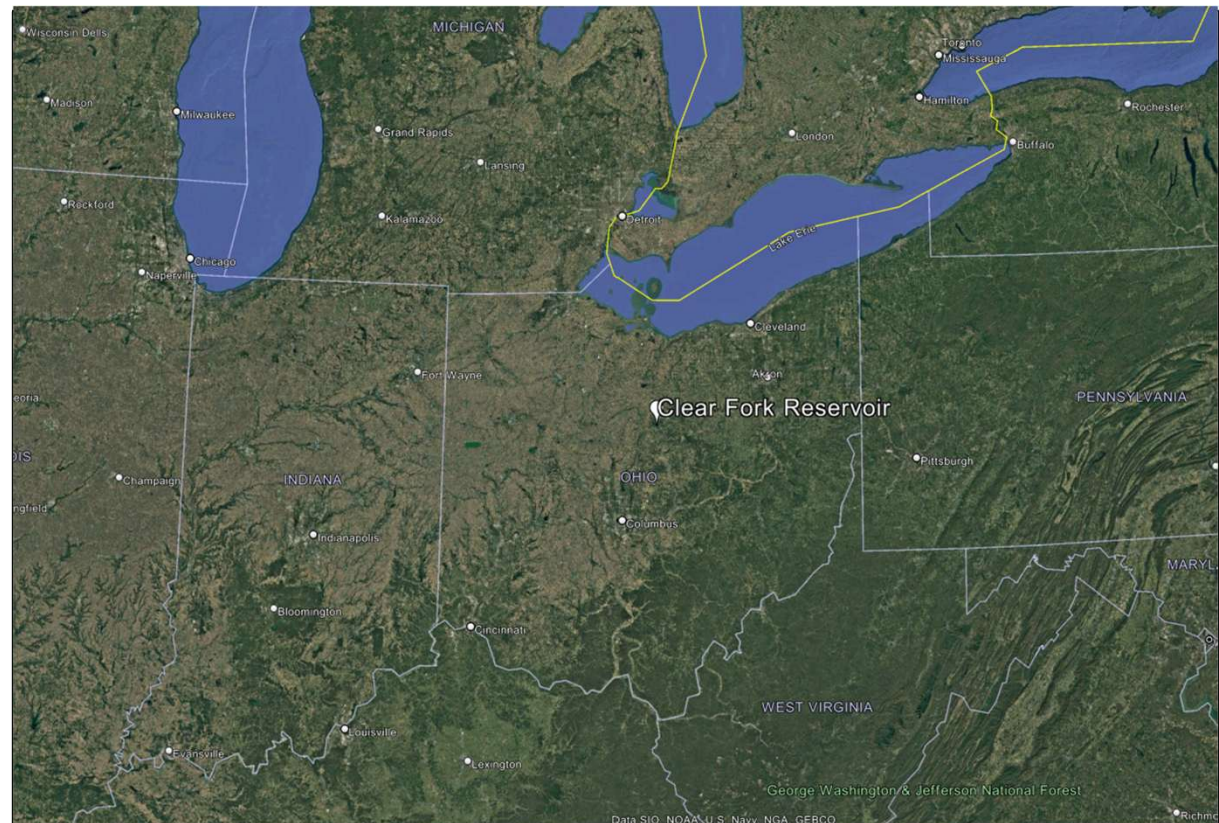 MICHIGAN
Wisconsin Dells
Toronto
Mississauga
Madison
Hamilton
Rochester
Milwaukee
Grand Rapids
London
Buffalo
Lansing
Rockford
Kalamazoo
Detroit
Lake Erie
Chicago
Naperville
Cleveland
Fort Wayne
Akron
eoria
PENNSYLVANIA
Clear Fork Reservoir
OIS
Pittsburgh
Champaign
INDIANA
OHIO
ngfield
Columbus
Indianapolis
MARYL
Bloomington
Cincinnati
WEST VIRGINIA
Louisville
Evansville
Lexington
George Washington & Jefferson National Forest
Richmo
Data SIO, NOAA, U.S. Navy, NGA, GEBCO